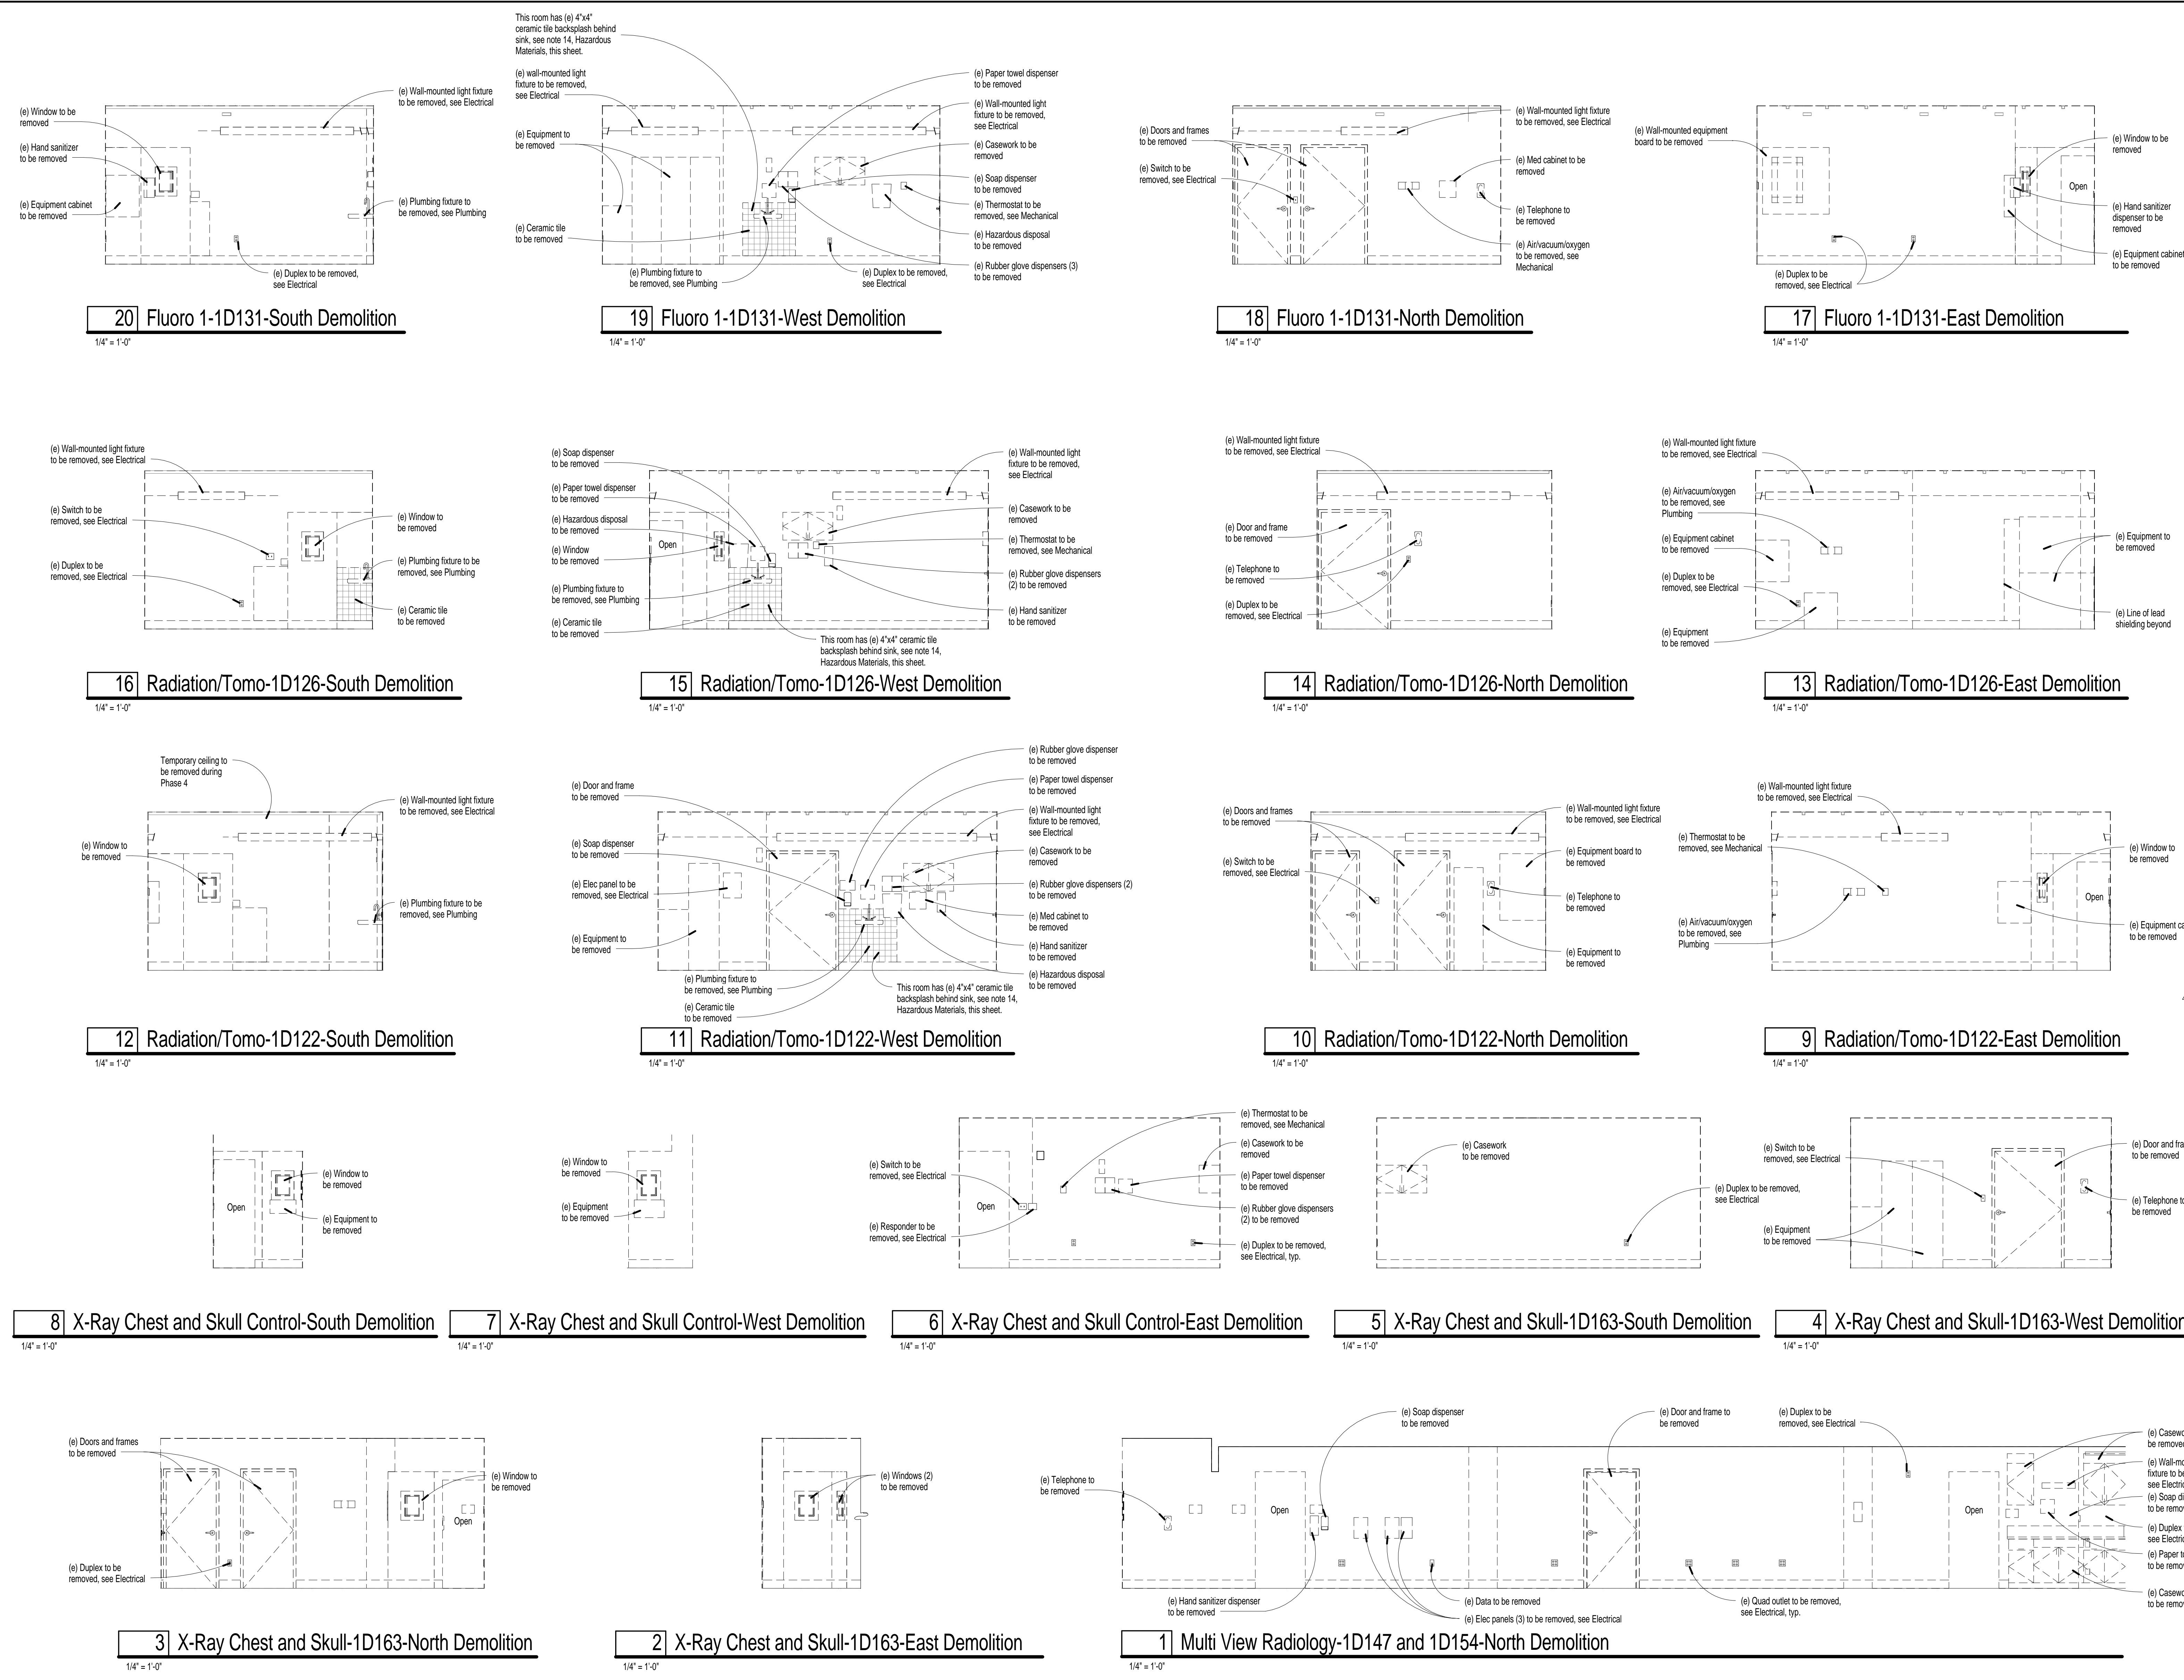 This room has (e) 4"x4"
ceramic tile backsplash behind
sink, see note 14, Hazardous
Materials, this sheet.
(e) Window to be
removed
(e) Hand sanitizer
to be removed
(e) Equipment cabinet
to be removed
(e) Wall-mounted light fixture
to be removed, see Electrical
(e) Plumbing fixture to
be removed, see Plumbing
(e) Duplex to be removed,
see Electrical
20 Fluoro 1-1D131-South Demolition
1/4" = 1'-0"
(e) wall-mounted light
fixture to be removed,
see Electrical
(e) Equipment to
be removed
(e) Ceramic tile
to be removed
(e) Plumbing fixture to
be removed, see Plumbing
(e) Paper towel dispenser
to be removed
(e) Wall-mounted light
fixture to be removed,
see Electrical
(e) Casework to be
removed
(e) Soap dispenser
to be removed
(e) Thermostat to be
removed, see Mechanical
(e) Hazardous disposal
to be removed
(e) Rubber glove dispensers (3)
to be removed
(e) Duplex to be removed,
see Electrical
19 Fluoro 1-1D131-West Demolition
1/4" = 1'-0"
(e) Doors and frames
to be removed
(e) Switch to be
removed, see Electrical
(e) Wall-mounted light fixture
to be removed, see Electrical
(e) Med cabinet to be
removed
(e) Telephone to
be removed
(e) Air/vacuum/oxygen
to be removed, see
Mechanical
18 Fluoro 1-1D131-North Demolition
1/4" = 1'-0"
(e) Wall-mounted equipment
board to be removed
(e) Duplex to be
removed, see Electrical
(e) Window to be
removed
Open
(e) Hand sanitizer
dispenser to be
removed
(e) Equipment cabinet
to be removed
17 Fluoro 1-1D131-East Demolition
1/4" = 1'-0"
(e) Wall-mounted light fixture
to be removed, see Electrical
(e) Switch to be
removed, see Electrical
(e) Duplex to be
removed, see Electrical
(e) Window to
be removed
(e) Plumbing fixture to be
removed, see Plumbing
(e) Ceramic tile
to be removed
16 Radiation/Tomo-1D126-South Demolition
1/4" = 1'-0"
(e) Soap dispenser
to be removed
(e) Paper towel dispenser
to be removed
(e) Hazardous disposal
to be removed
(e) Window
to be removed
(e) Plumbing fixture to
be removed, see Plumbing
(e) Ceramic tile
to be removed
Open
(e) Wall-mounted light
fixture to be removed,
see Electrical
(e) Casework to be
removed
(e) Thermostat to be
removed, see Mechanical
(e) Rubber glove dispensers
(2) to be removed
(e) Hand sanitizer
to be removed
This room has (e) 4"x4" ceramic tile
backsplash behind sink, see note 14,
Hazardous Materials, this sheet.
15 Radiation/Tomo-1D126-West Demolition
1/4" = 1'-0"
(e) Wall-mounted light fixture
to be removed, see Electrical
(e) Door and frame
to be removed
(e) Telephone to
be removed
(e) Duplex to be
removed, see Electrical
14 Radiation/Tomo-1D126-North Demolition
1/4" = 1'-0"
(e) Wall-mounted light fixture
to be removed, see Electrical
(e) Air/vacuum/oxygen
to be removed, see
Plumbing
(e) Equipment cabinet
to be removed
(e) Duplex to be
removed, see Electrical
(e) Equipment
to be removed
(e) Equipment to
be removed
(e) Line of lead
shielding beyond
13 Radiation/Tomo-1D126-East Demolition
1/4" = 1'-0"
Temporary ceiling to
be removed during
Phase 4
(e) Window to
be removed
(e) Wall-mounted light fixture
to be removed, see Electrical
(e) Plumbing fixture to be
removed, see Plumbing
12 Radiation/Tomo-1D122-South Demolition
1/4" = 1'-0"
(e) Door and frame
to be removed
(e) Soap dispenser
to be removed
(e) Elec panel to be
removed, see Electrical
(e) Equipment to
be removed
(e) Plumbing fixture to
be removed, see Plumbing
(e) Ceramic tile
to be removed
(e) Rubber glove dispenser
to be removed
(e) Paper towel dispenser
to be removed
(e) Wall-mounted light
fixture to be removed,
see Electrical
(e) Casework to be
removed
(e) Rubber glove dispensers (2)
to be removed
(e) Med cabinet to
be removed
(e) Hand sanitizer
to be removed
(e) Hazardous disposal
to be removed
This room has (e) 4"x4" ceramic tile
backsplash behind sink, see note 14,
Hazardous Materials, this sheet.
11 Radiation/Tomo-1D122-West Demolition
1/4" = 1'-0"
(e) Doors and frames
to be removed
(e) Switch to be
removed, see Electrical
(e) Wall-mounted light fixture
to be removed, see Electrical
(e) Equipment board to
be removed
(e) Telephone to
be removed
(e) Equipment to
be removed
10 Radiation/Tomo-1D122-North Demolition
1/4" = 1'-0"
(e) Wall-mounted light fixture
to be removed, see Electrical
(e) Thermostat to be
removed, see Mechanical
(e) Air/vacuum/oxygen
to be removed, see
Plumbing
(e) Window to
be removed
Open
(e) Equipment ca
to be removed
9 Radiation/Tomo-1D122-East Demolition
1/4" = 1'-0"
Open
(e) Window to
be removed
(e) Equipment to
be removed
8 X-Ray Chest and Skull Control-South Demolition
1/4" = 1'-0"
(e) Window to
be removed
(e) Equipment
to be removed
7 X-Ray Chest and Skull Control-West Demolition
1/4" = 1'-0"
(e) Switch to be
removed, see Electrical
(e) Responder to be
removed, see Electrical
Open
(e) Thermostat to be
removed, see Mechanical
(e) Casework to be
removed
(e) Paper towel dispenser
to be removed
(e) Rubber glove dispensers
(2) to be removed
(e) Duplex to be removed,
see Electrical, typ.
6 X-Ray Chest and Skull Control-East Demolition
1/4" = 1'-0"
(e) Casework
to be removed
(e) Duplex to be removed,
see Electrical
5 X-Ray Chest and Skull-1D163-South Demolition
1/4" = 1'-0"
(e) Switch to be
removed, see Electrical
(e) Equipment
to be removed
(e) Door and fra
to be removed
(e) Telephone to
be removed
4 X-Ray Chest and Skull-1D163-West Demolition
1/4" = 1'-0"
(e) Doors and frames
to be removed
(e) Duplex to be
removed, see Electrical
(e) Window to
be removed
Open
3 X-Ray Chest and Skull-1D163-North Demolition
1/4" = 1'-0"
(e) Windows (2)
to be removed
2 X-Ray Chest and Skull-1D163-East Demolition
1/4" = 1'-0"
(e) Telephone to
be removed
Open
(e) Soap dispenser
to be removed
(e) Door and frame to
be removed
(e) Duplex to be
removed, see Electrical
Open
(e) Hand sanitizer dispenser
to be removed
(e) Data to be removed
(e) Elec panels (3) to be removed, see Electrical
(e) Quad outlet to be removed,
see Electrical, typ.
(e) Casewo
be removed
(e) Wall-mo
fixture to be
see Electric
(e) Soap di
to be remov
(e) Duplex
see Electric
(e) Paper to
to be remov
(e) Casewo
to be remov
1 Multi View Radiology-1D147 and 1D154-North Demolition
1/4" = 1'-0"